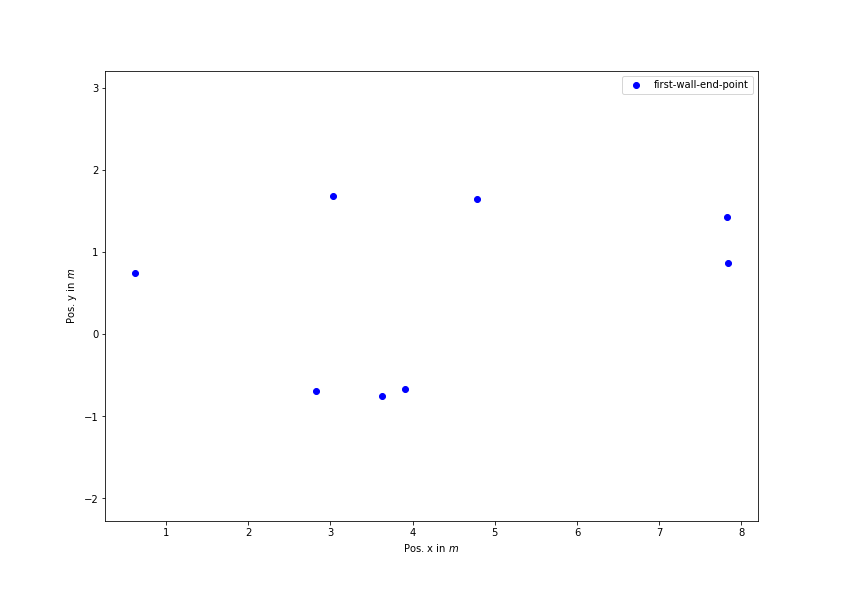 first-wall-end-point
3
2
1
0
−1
−2
Pos. y in m
1 2 3 4 5 6 7 8
Pos. x in m